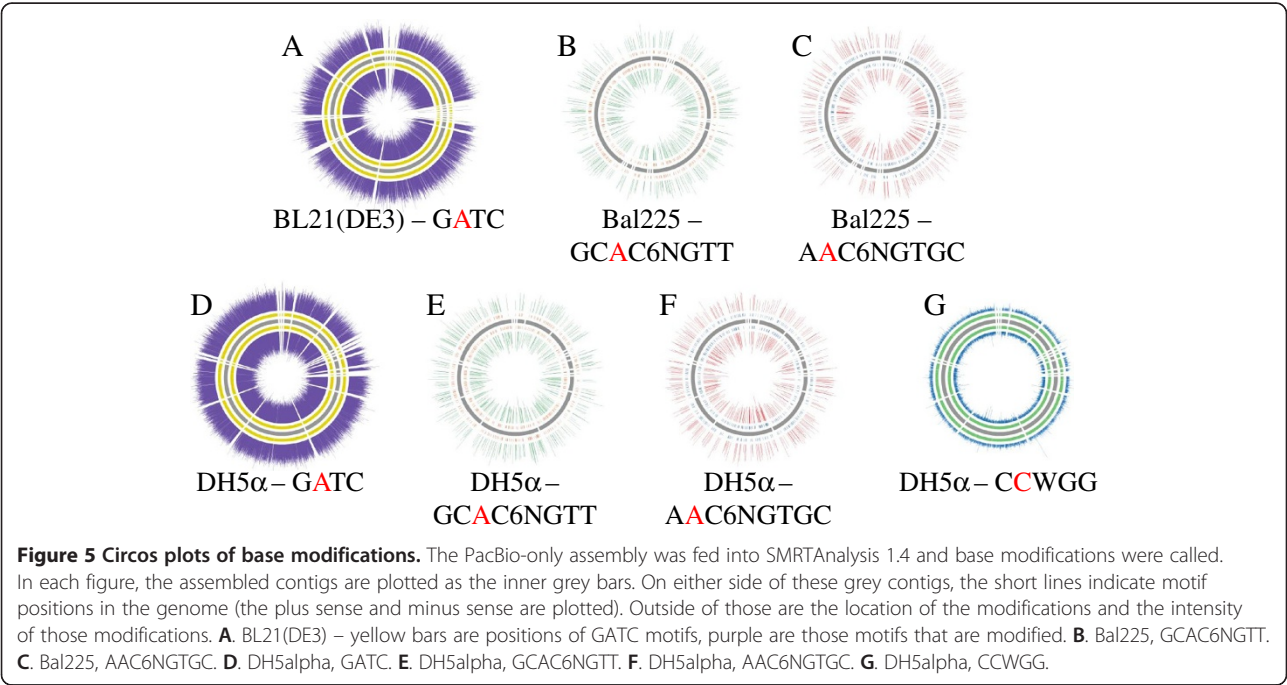 A
BL21(DE3) – GATC
B
Bal225 –
GCAC6NGTT
C
Bal225 –
AAC6NGTGC
D
DH5α – GATC
E
DH5α –
GCAC6NGTT
F
DH5α –
AAC6NGTGC
G
DH5α – CCWGG
Figure 5 Circos plots of base modifications. The PacBio-only assembly was fed into SMRTAnalysis 1.4 and base modifications were called.
In each figure, the assembled contigs are plotted as the inner grey bars. On either side of these grey contigs, the short lines indicate motif
positions in the genome (the plus sense and minus sense are plotted). Outside of those are the location of the modifications and the intensity
of those modifications. A. BL21(DE3) – yellow bars are positions of GATC motifs, purple are those motifs that are modified. B. Bal225, GCAC6NGTT.
C. Bal225, AAC6NGTGC. D. DH5alpha, GATC. E. DH5alpha, GCAC6NGTT. F. DH5alpha, AAC6NGTGC. G. DH5alpha, CCWGG.